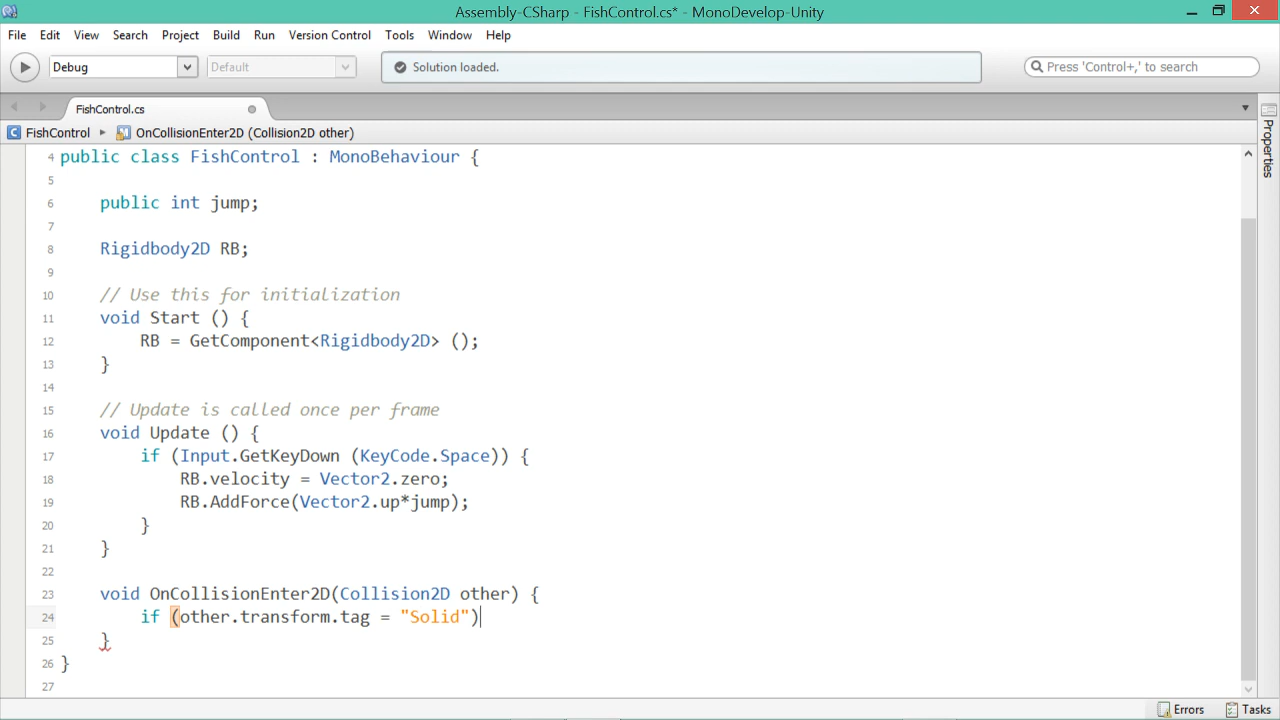 Assembly-CSharp - FishControl.cs* - MonoDevelop-Unity
File Edit View Search Project Build Run Version Control Tools Window Help
Debug Default Solution loaded. Press 'Control+,' to search
FishControl.cs
FishControl OnCollisionEnter2D (Collision2D other)
Properties
4 public class FishControl : MonoBehaviour {
5
6 public int jump;
7
8 Rigidbody2D RB;
9
10 // Use this for initialization
11 void Start () {
12 RB = GetComponent<Rigidbody2D> ();
13 }
14
15 // Update is called once per frame
16 void Update () {
17 if (Input.GetKeyDown (KeyCode.Space)) {
18 RB.velocity = Vector2.zero;
19 RB.AddForce(Vector2.up*jump);
20 }
21 }
22
23 void OnCollisionEnter2D(Collision2D other) {
24 if (other.transform.tag = "Solid")
25 }
26 }
27
Errors Tasks